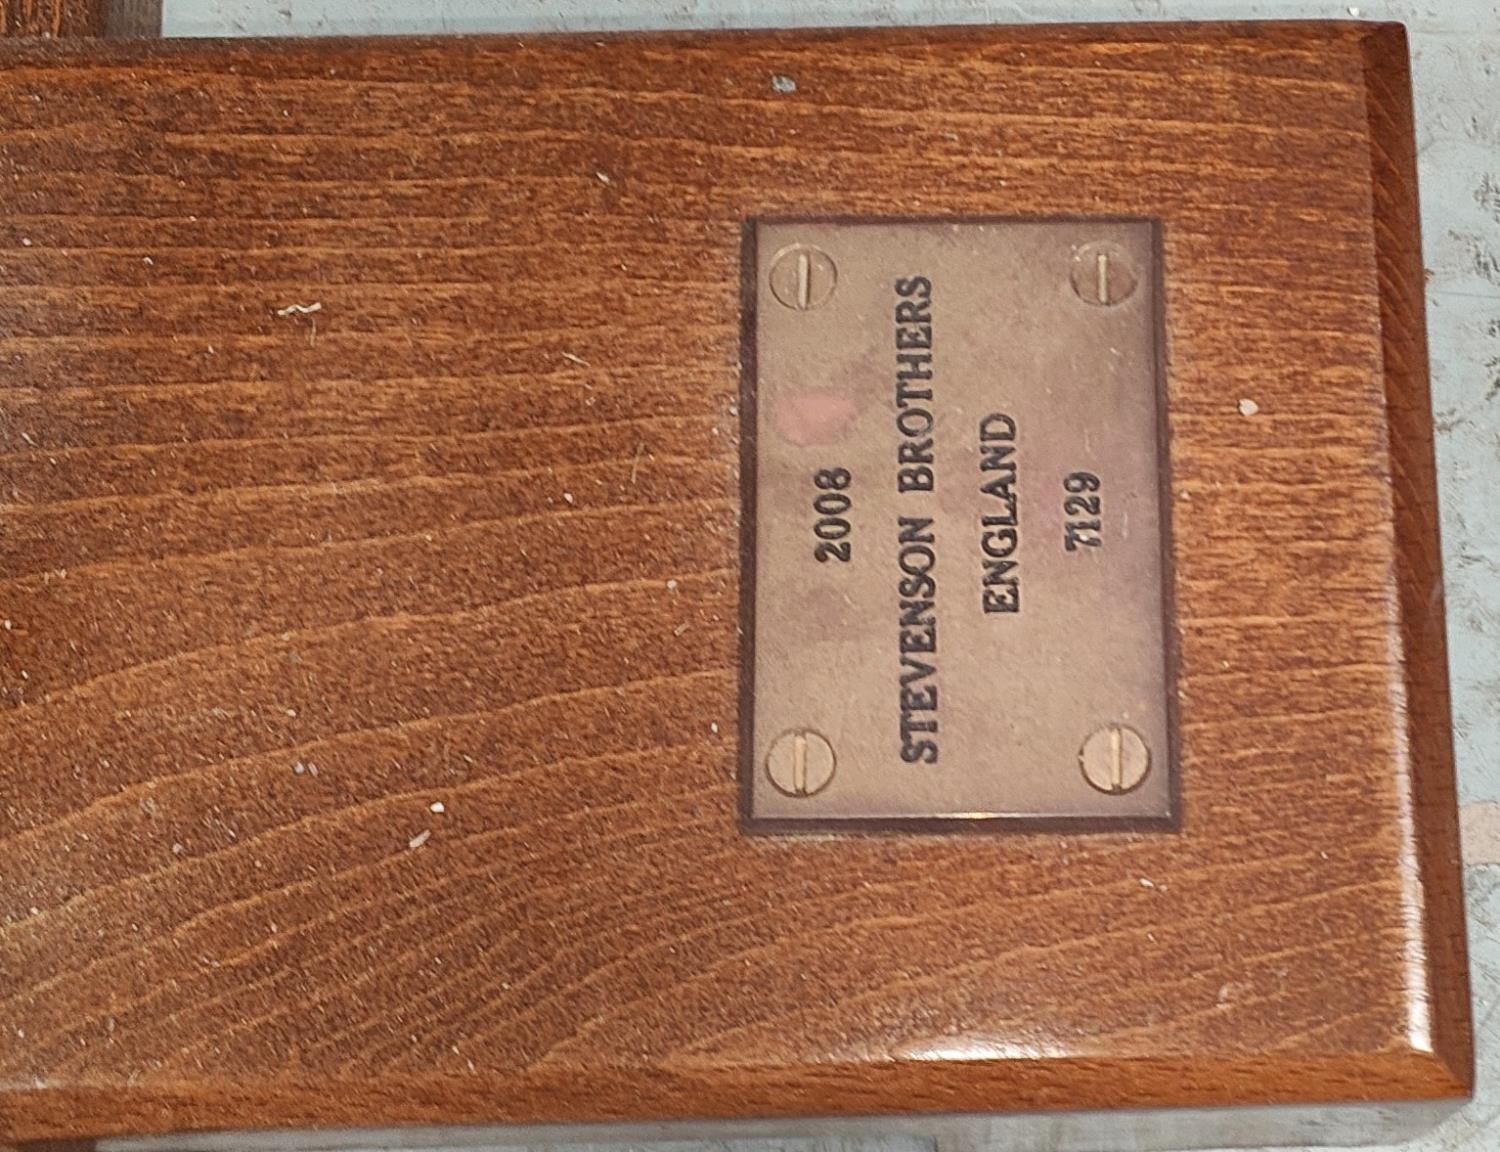 2008
STEVENSON BROTHERS
ENGLAND
7129